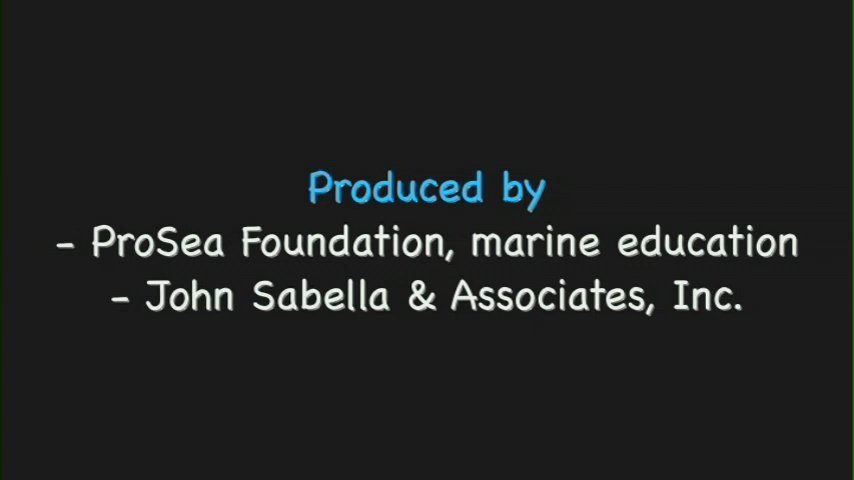 Produced by
- ProSea Foundation, marine education
- John Sabella & Associates, Inc.